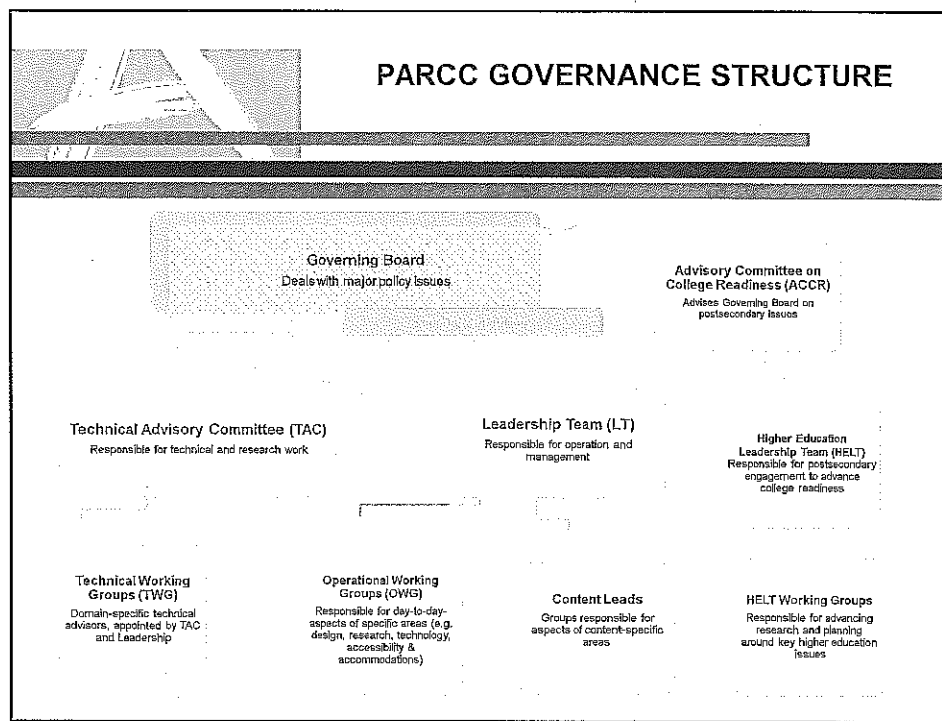 PARCC GOVERNANCE STRUCTURE
Governing Board
Deals with major policy issues
Advisory Committee on
College Readiness (ACCR)
Advises Governing Board on
postsecondary issues
Technical Advisory Committee (TAC)
Responsible for technical and research work
Leadership Team (LT)
Responsible for operation and
management
Higher Education
Leadership Team (HELT)
Responsible for postsecondary
engagement to advance
college readiness
Technical Working
Groups (TWG)
Domain-specific technical
advisors, appointed by TAC
and Leadership
Operational Working
Groups (OWG)
Responsible for day-to-day-
aspects of specific areas (e.g.
design, research, technology,
accessibility &
accommodations)
Content Leads
Groups responsible for
aspects of content-specific
areas
HELT Working Groups
Responsible for advancing
research and planning
around key higher education
issues